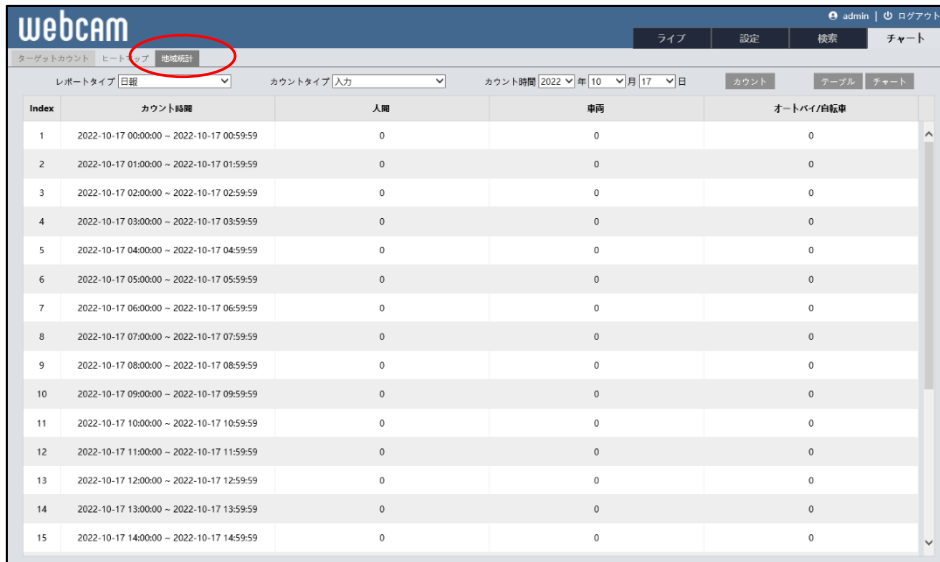 webcam
admin | ログアウト
ライブ 設定 検索 チャート
ターゲットカウント ヒートマップ 地域統計
レポートタイプ 日報 カウントタイプ 入力 カウント時間 2022 年 10 月 17 日 カウント テーブル チャート
Index カウント時間 人間 車両 オートバイ/自転車
1 2022-10-17 00:00:00 ~ 2022-10-17 00:59:59 0 0 0
2 2022-10-17 01:00:00 ~ 2022-10-17 01:59:59 0 0 0
3 2022-10-17 02:00:00 ~ 2022-10-17 02:59:59 0 0 0
4 2022-10-17 03:00:00 ~ 2022-10-17 03:59:59 0 0 0
5 2022-10-17 04:00:00 ~ 2022-10-17 04:59:59 0 0 0
6 2022-10-17 05:00:00 ~ 2022-10-17 05:59:59 0 0 0
7 2022-10-17 06:00:00 ~ 2022-10-17 06:59:59 0 0 0
8 2022-10-17 07:00:00 ~ 2022-10-17 07:59:59 0 0 0
9 2022-10-17 08:00:00 ~ 2022-10-17 08:59:59 0 0 0
10 2022-10-17 09:00:00 ~ 2022-10-17 09:59:59 0 0 0
11 2022-10-17 10:00:00 ~ 2022-10-17 10:59:59 0 0 0
12 2022-10-17 11:00:00 ~ 2022-10-17 11:59:59 0 0 0
13 2022-10-17 12:00:00 ~ 2022-10-17 12:59:59 0 0 0
14 2022-10-17 13:00:00 ~ 2022-10-17 13:59:59 0 0 0
15 2022-10-17 14:00:00 ~ 2022-10-17 14:59:59 0 0 0